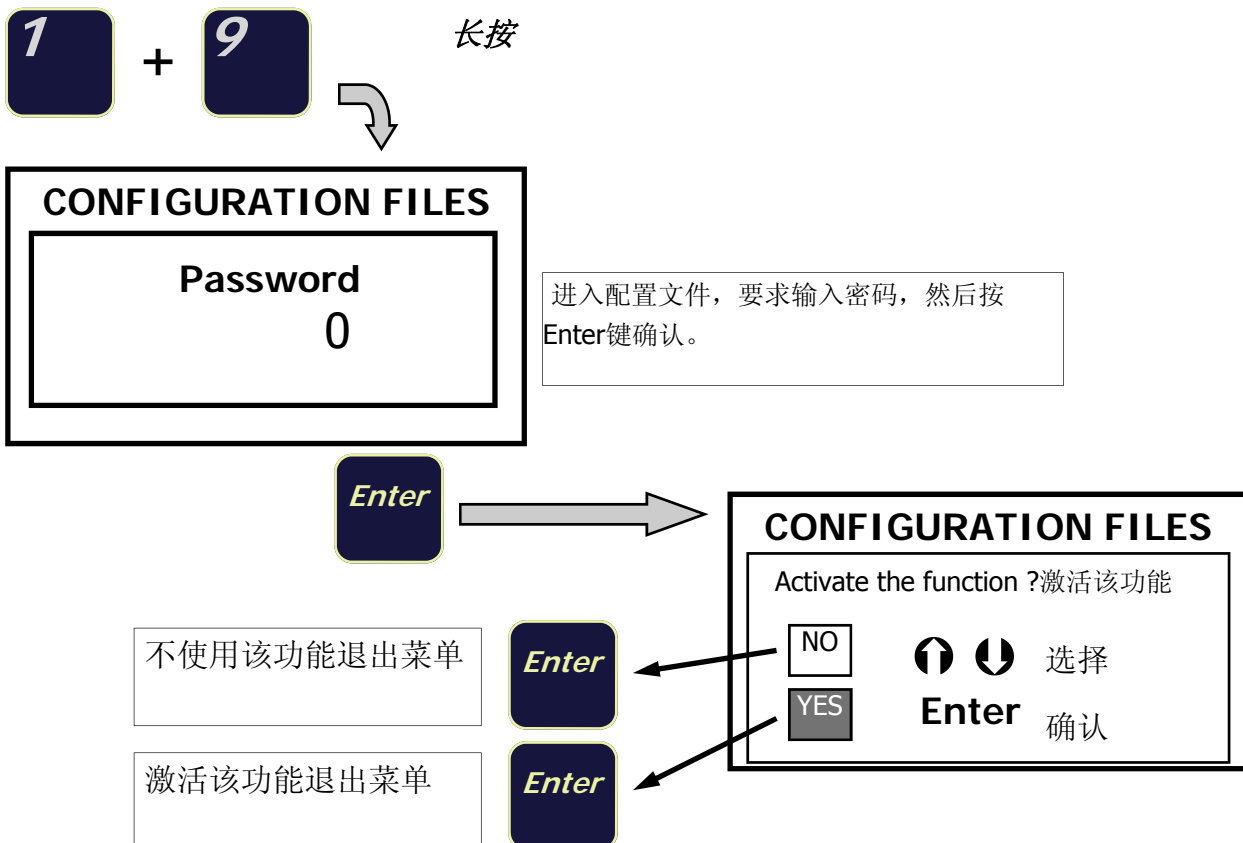 1 + 9 长按
CONFIGURATION FILES
Password
0
进入配置文件，要求输入密码，然后按
Enter键确认。
Enter
CONFIGURATION FILES
Activate the function ?激活该功能
NO 选择
YES Enter 确认
不使用该功能退出菜单
Enter
激活该功能退出菜单
Enter